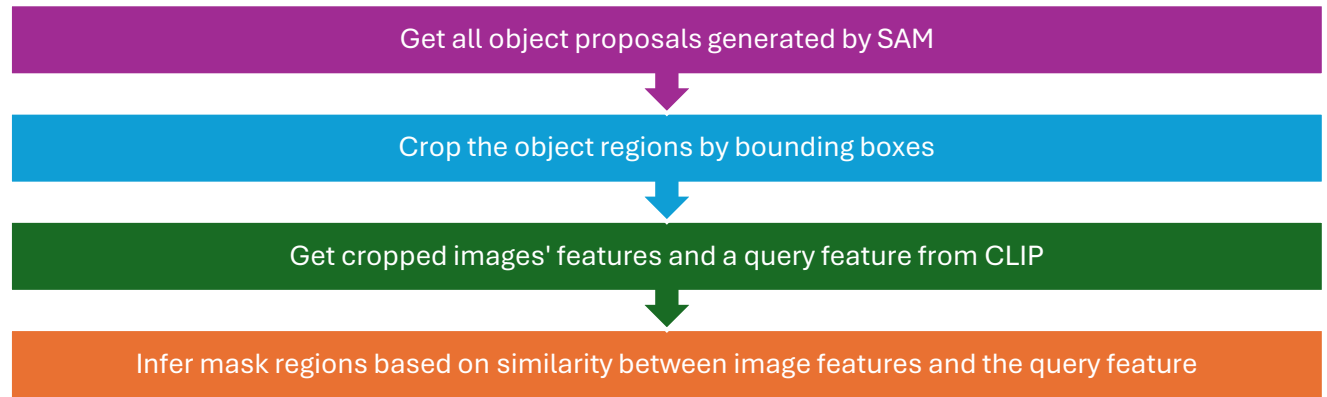 Get all object proposals generated by SAM
Crop the object regions by bounding boxes
Get cropped images' features and a query feature from CLIP
Infer mask regions based on similarity between image features and the query feature